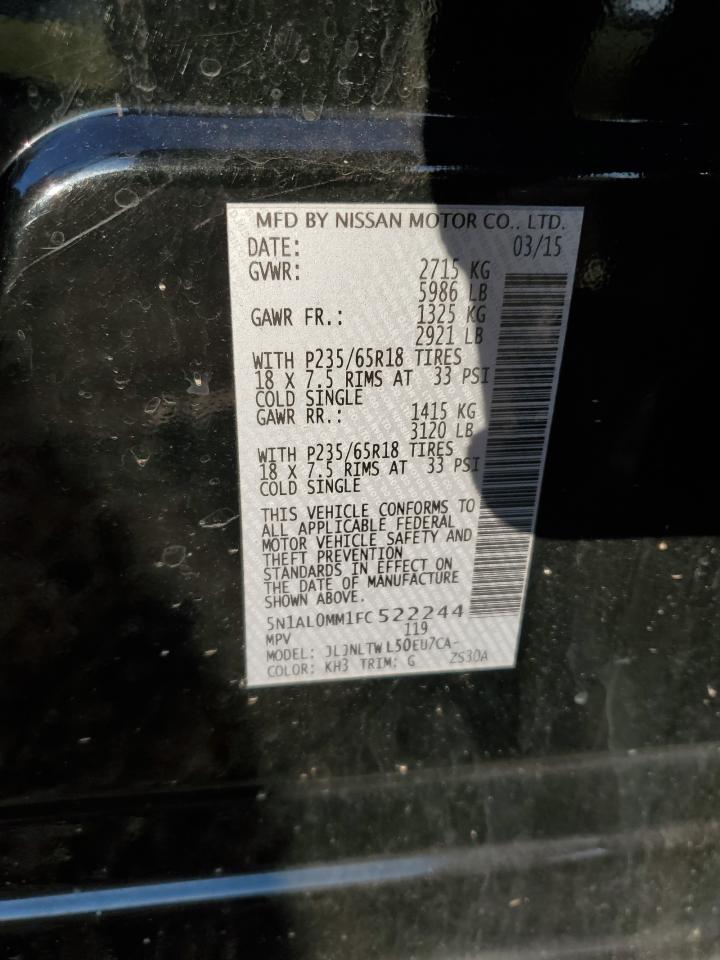 MFD BY NISSAN MOTOR CO., LTD.
DATE: 03/15
GVWR: 2715 KG
5986 LB
GAWR FR.: 1325 KG
2921 LB
WITH P235/65R18 TIRES
18 X 7.5 RIMS AT 33 PSI
COLD SINGLE
GAWR RR.: 1415 KG
3120 LB
WITH P235/65R18 TIRES
18 X 7.5 RIMS AT 33 PSI
COLD SINGLE
THIS VEHICLE CONFORMS TO
ALL APPLICABLE FEDERAL
MOTOR VEHICLE SAFETY AND
THEFT PREVENTION
STANDARDS IN EFFECT ON
THE DATE OF MANUFACTURE
SHOWN ABOVE.
5N1AL0MM1FC522244
MPV 119
MODEL: JLJNLTWL50EU7CA-
COLOR: KH3 TRIM: G ZS30A